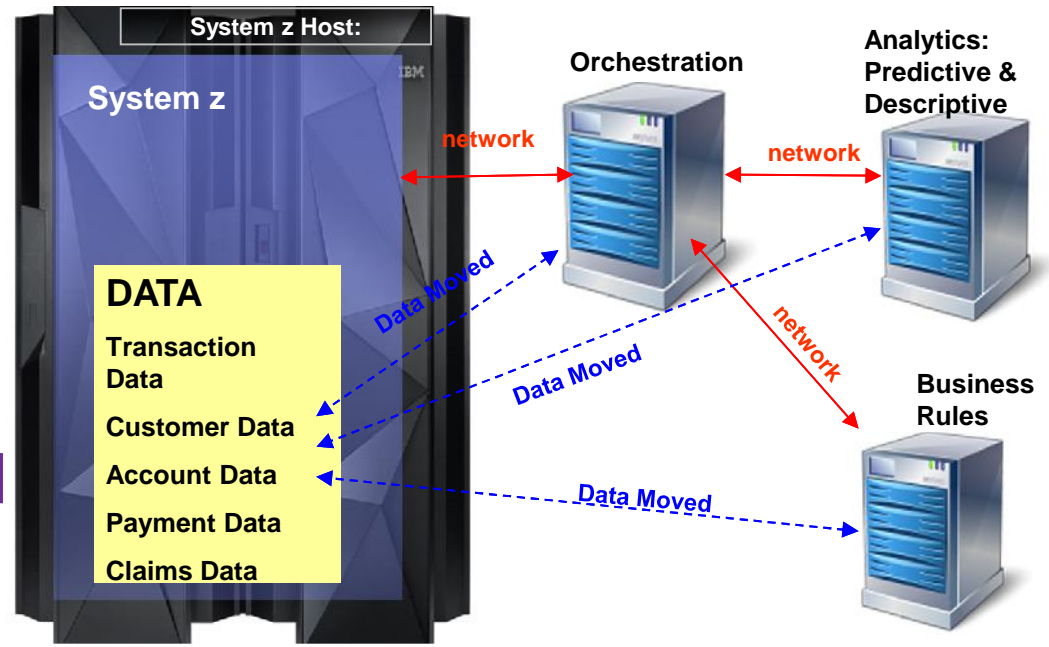 System z Host:
IBM
System z
Orchestration
Analytics:
Predictive &
Descriptive
network
network
DATA
Transaction
Data
Customer Data
Account Data
Payment Data
Claims Data
Data Moved
Data Moved
network
Business
Rules
Data Moved